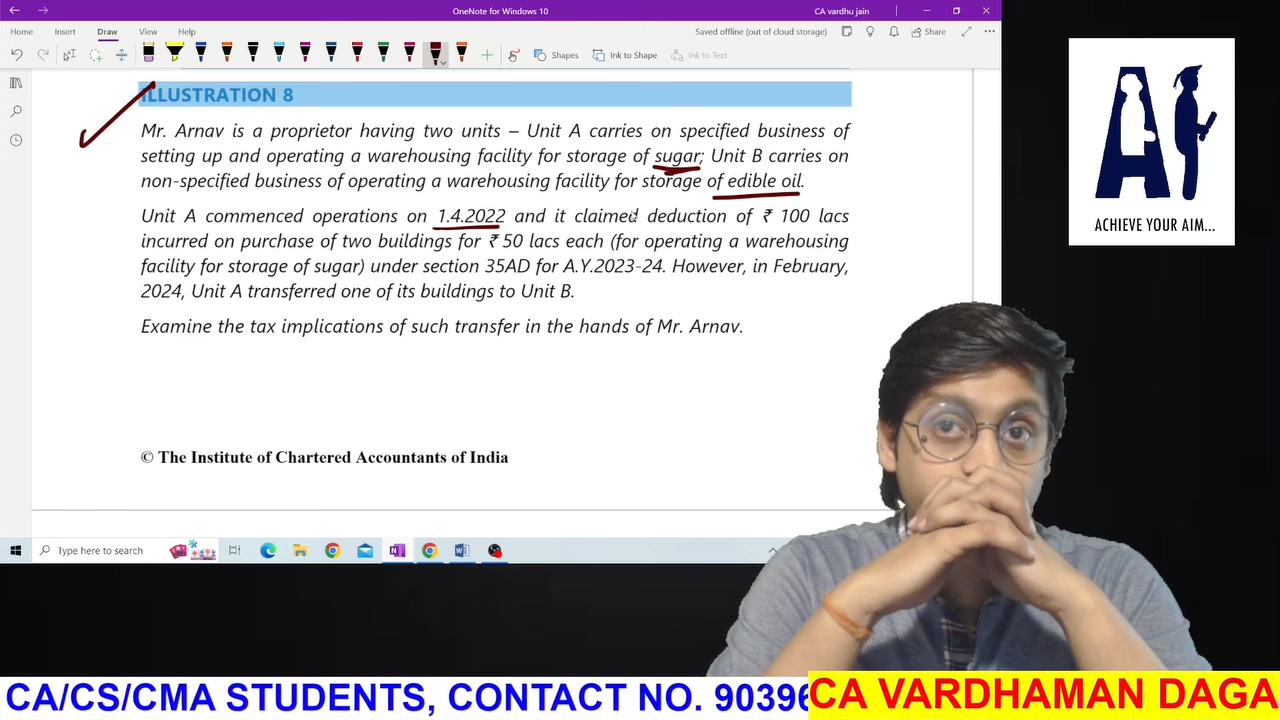 OneNote for Windows 10
CA vardhu jain
Home
Insert
Draw
View
Saved offline (out of cloud storage)
Share
Shapes
Ink to Shape
Ink to Text
ILLUSTRATION 8
Mr. Arnav is a proprietor having two units – Unit A carries on specified business of
setting up and operating a warehousing facility for storage of sugar; Unit B carries on
non-specified business of operating a warehousing facility for storage of edible oil.
Unit A commenced operations on 1.4.2022 and it claimed deduction of ₹ 100 lacs
incurred on purchase of two buildings for ₹ 50 lacs each (for operating a warehousing
facility for storage of sugar) under section 35AD for A.Y.2023-24. However, in February,
2024, Unit A transferred one of its buildings to Unit B.
Examine the tax implications of such transfer in the hands of Mr. Arnav.
© The Institute of Chartered Accountants of India
Type here to search
AI
ACHIEVE YOUR AIM...
CA/CS/CMA STUDENTS, CONTACT NO. 9039
CA VARDHAMAN DAGA